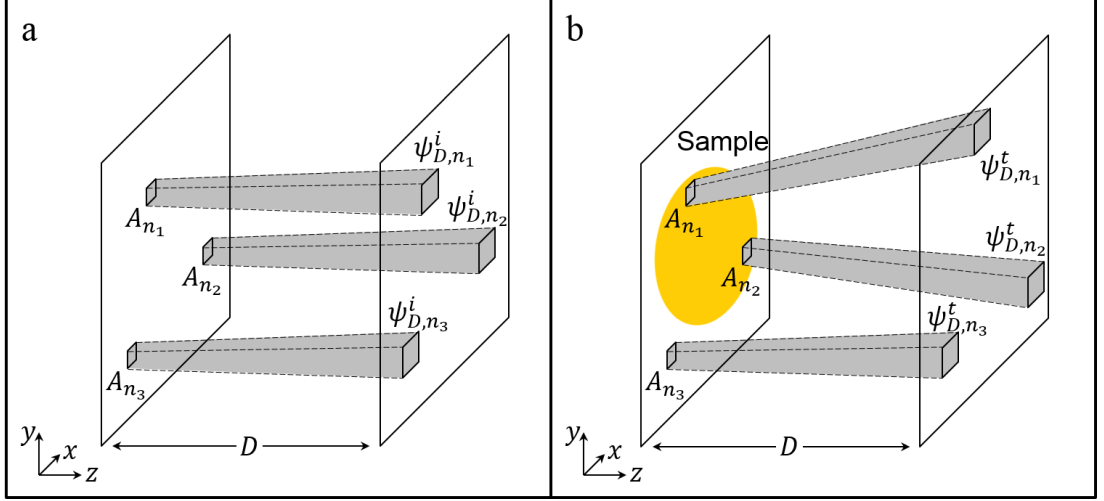 a
ψ^i_{D,n_1}
A_{n_1}
ψ^i_{D,n_2}
A_{n_2}
ψ^i_{D,n_3}
A_{n_3}
D
y
x
z
b
Sample
ψ^t_{D,n_1}
A_{n_1}
ψ^t_{D,n_2}
A_{n_2}
ψ^t_{D,n_3}
A_{n_3}
D
y
x
z